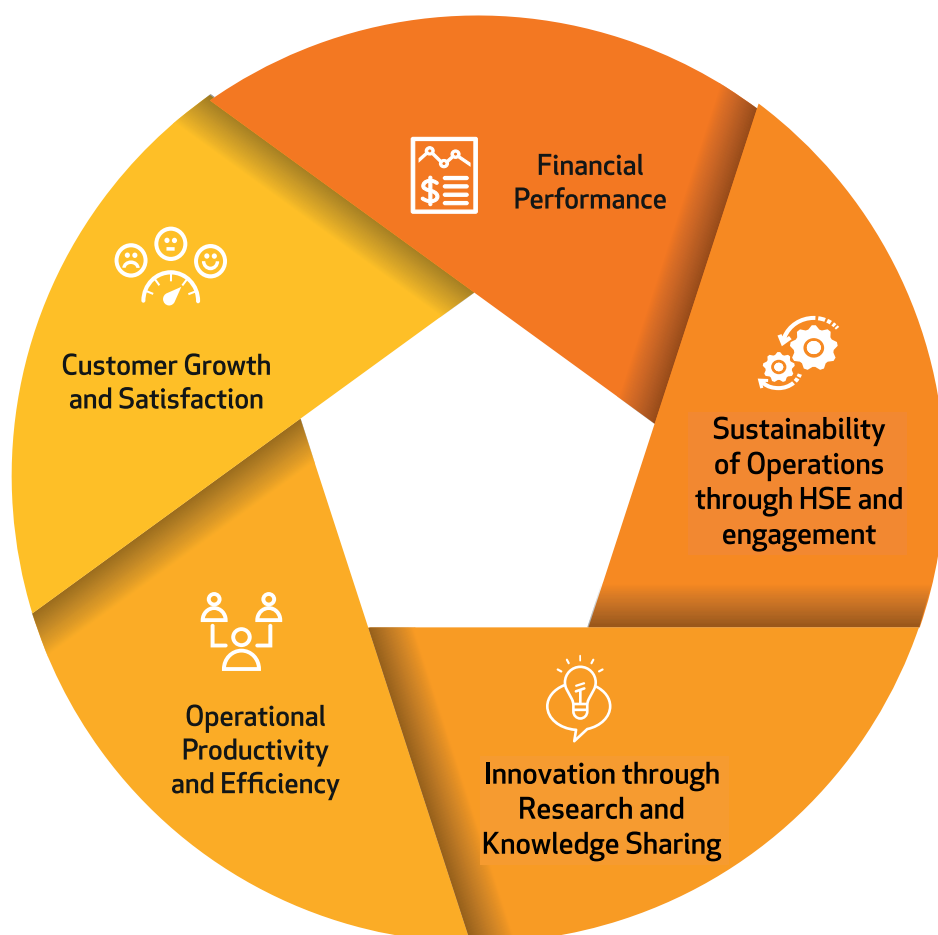 Financial
Performance
Sustainability
of Operations
through HSE and
engagement
Innovation through
Research and
Knowledge Sharing
Operational
Productivity
and Efficiency
Customer Growth
and Satisfaction